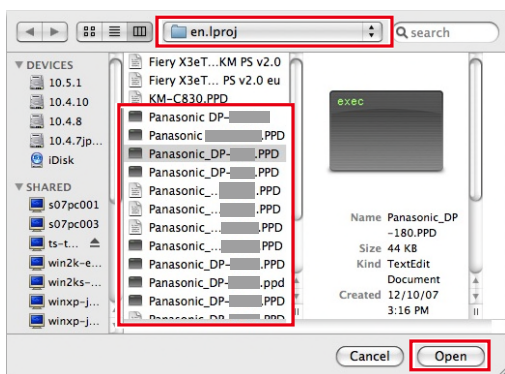 en.lproj
search
DEVICES
10.5.1
10.4.10
10.4.8
10.4.7jp...
iDisk
SHARED
s07pc001
s07pc003
ts-t...
win2k-e...
win2ks-...
winxp-j...
winxp-j...
Fiery X3eT...KM PS v2.0
Fiery X3eT... PS v2.0 eu
KM-C830.PPD
Panasonic DP-
Panasonic .PPD
Panasonic_DP- .PPD
Panasonic_DP- .PPD
Panasonic_... .PPD
Panasonic_... .PPD
Panasonic_... .PPD
Panasonic_... .PPD
Panasonic_DP- .PPD
Panasonic_DP- .ppd
Panasonic_DP- .PPD
Panasonic_DP- .PPD
exec
Name Panasonic_DP
-180.PPD
Size 44 KB
Kind TextEdit
Document
Created 12/10/07
3:16 PM
Cancel
Open